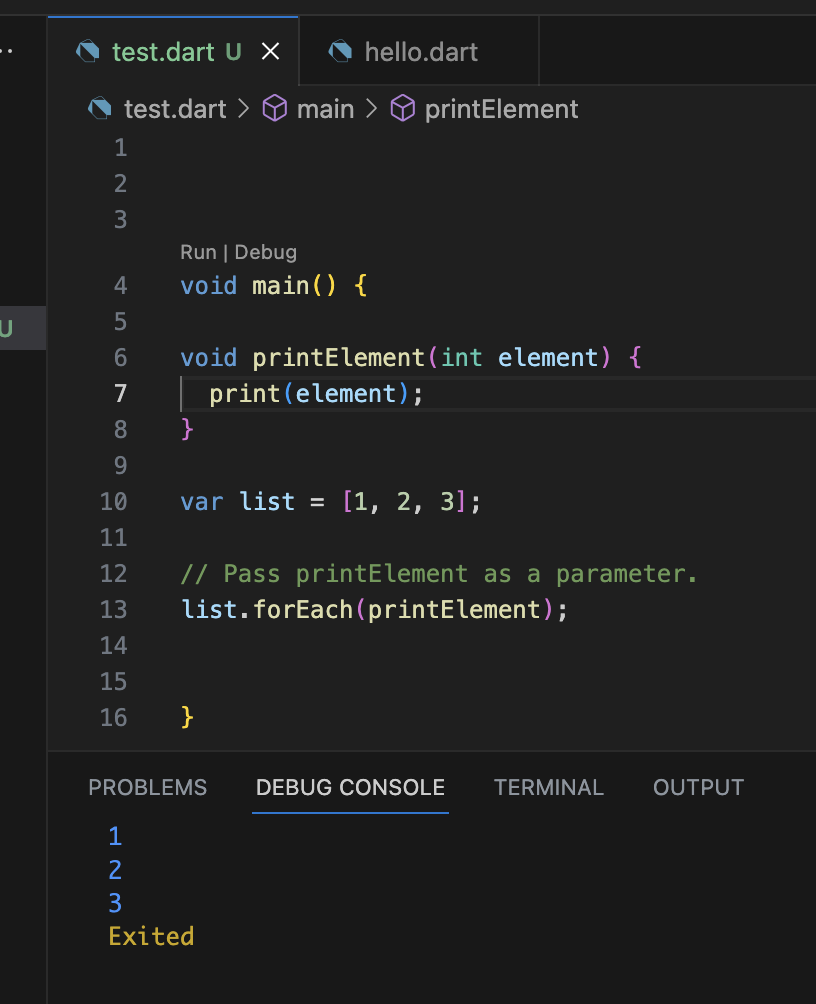 test.dart U × hello.dart
test.dart > main > printElement
1
2
3
Run | Debug
4 void main() {
5
U
6 void printElement(int element) {
7 print(element);
8 }
9
10 var list = [1, 2, 3];
11
12 // Pass printElement as a parameter.
13 list.forEach(printElement);
14
15
16 }
PROBLEMS DEBUG CONSOLE TERMINAL OUTPUT
1
2
3
Exited